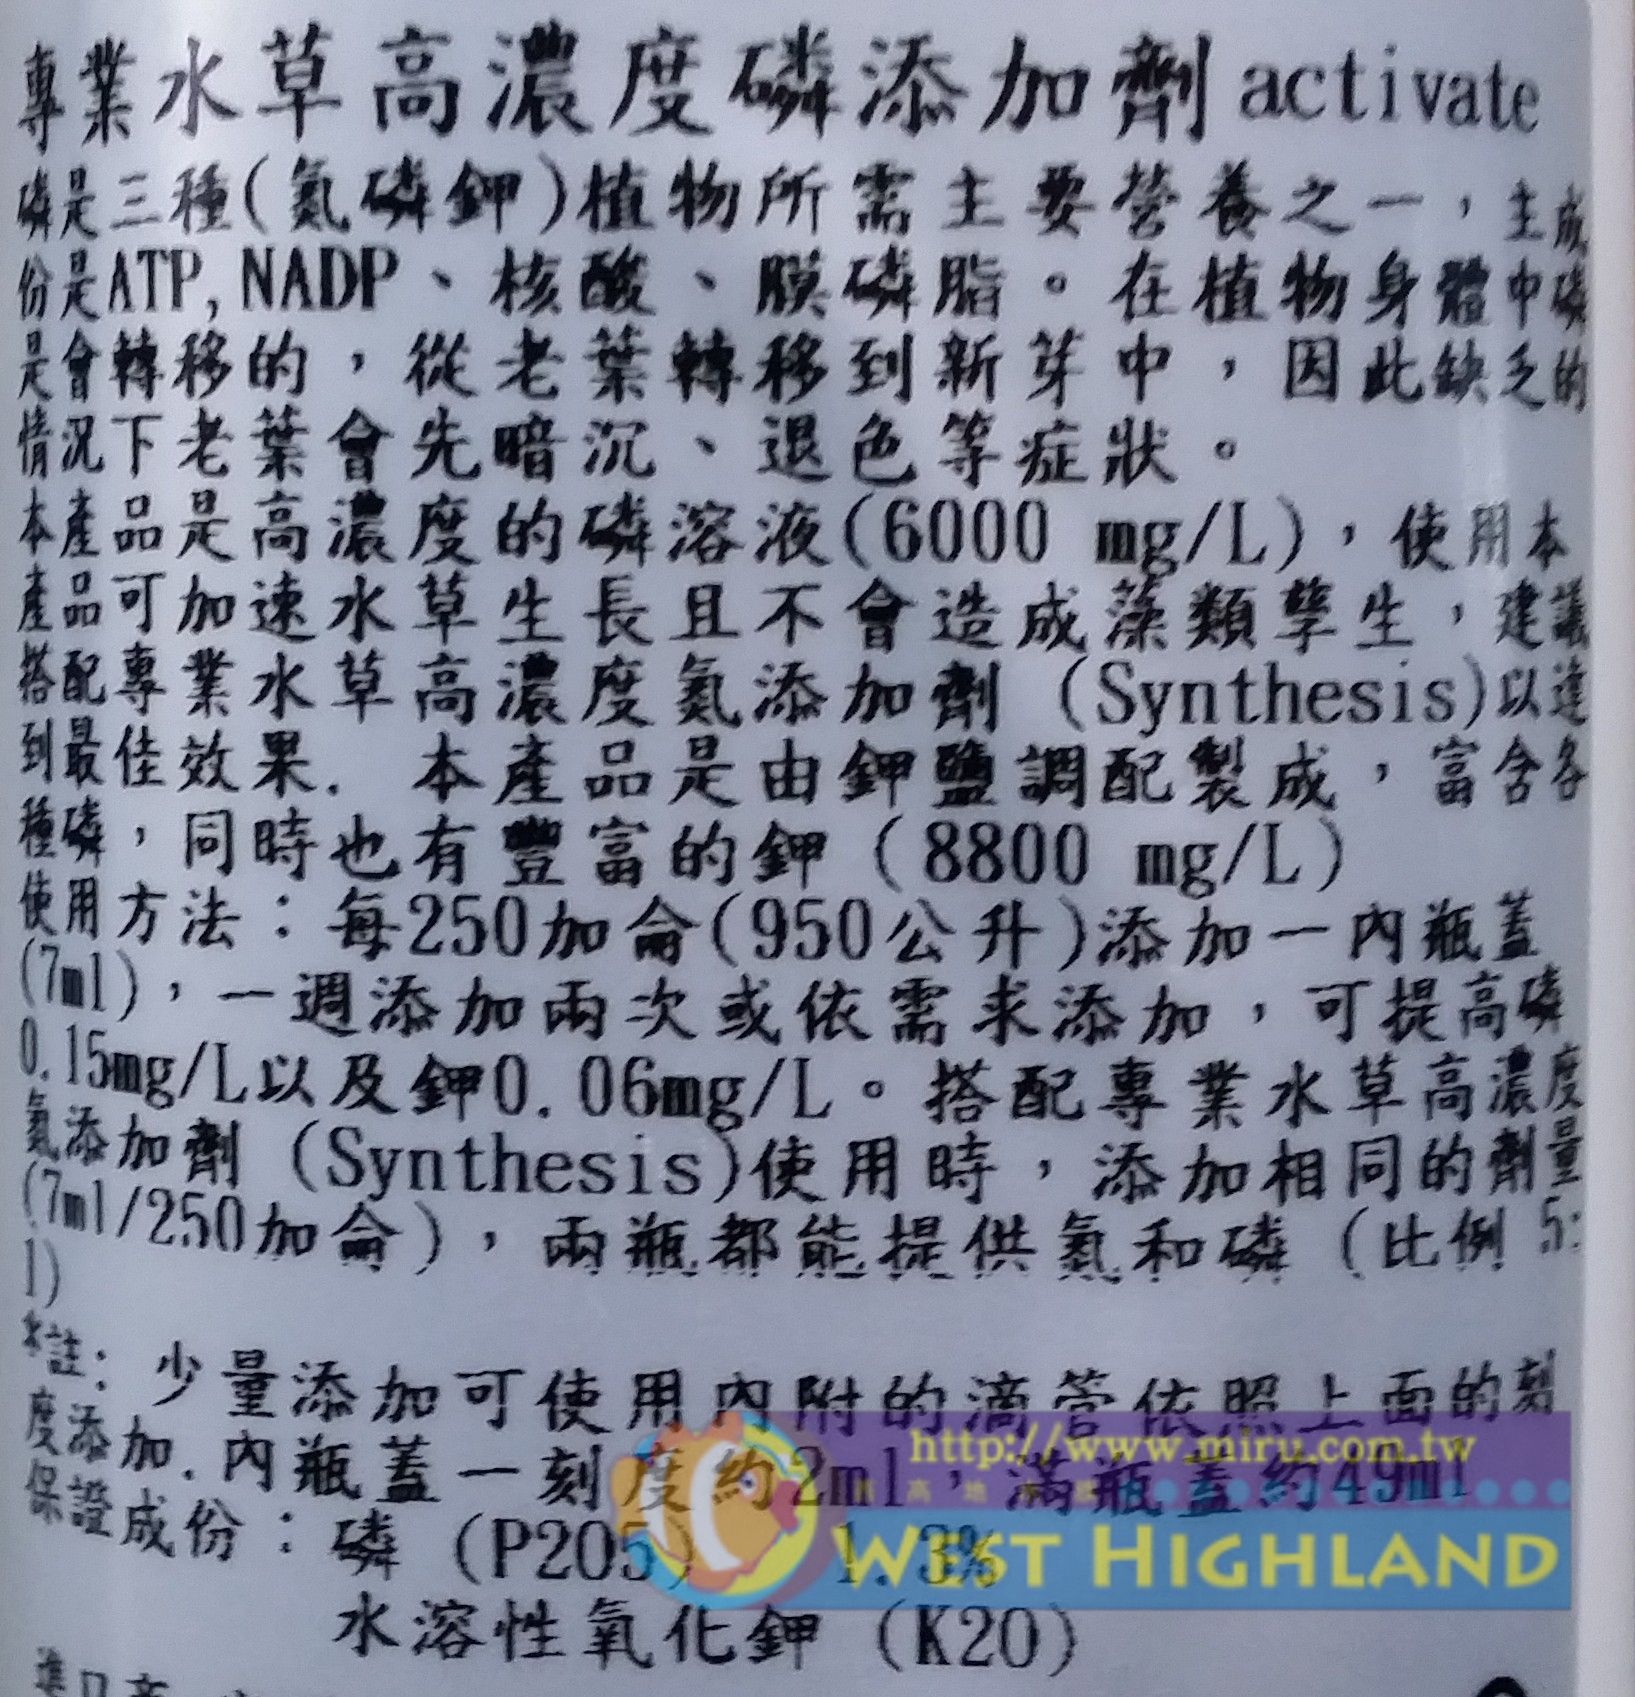 專業水草高濃度磷添加劑activate
磷是三種(氮磷鉀)植物所需主要營養之一，主成
份是ATP, NADP、核酸、膜磷脂。在植物身體中磷
是會轉移的，從老葉轉移到新芽中，因此缺乏的
情況下老葉會先暗沉、退色等症狀。
本產品是高濃度的磷溶液(6000 mg/L)，使用本
產品可加速水草生長且不會造成藻類孳生，建議
搭配專業水草高濃度氮添加劑 (Synthesis)以達
到最佳效果. 本產品是由鉀鹽調配製成，富含各
種磷，同時也有豐富的鉀 (8800 mg/L)
使用方法：每250加侖(950公升)添加一內瓶蓋
(7ml)，一週添加兩次或依需求添加，可提高磷
0.15mg/L以及鉀0.06mg/L。搭配專業水草高濃度
氮添加劑 (Synthesis)使用時，添加相同的劑量
(7ml/250加侖)，兩瓶都能提供氮和磷 (比例 5:
1)
*註: 少量添加可使用內附的滴管依照上面的刻
度添加. 內瓶蓋一刻度約2ml，滿瓶蓋約49ml
http://www.miru.com.tw
保證成份：磷 (P2O5) 1.3%
WEST HIGHLAND
水溶性氧化鉀 (K2O)